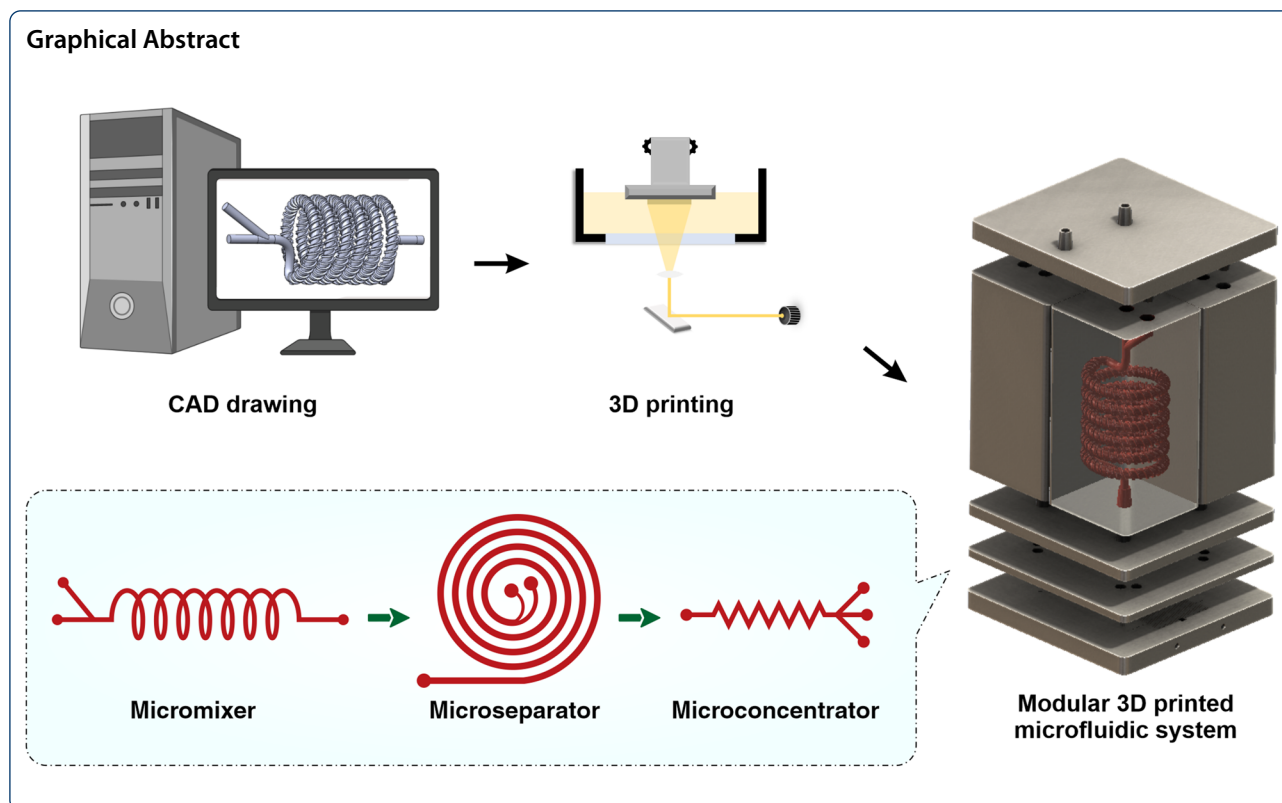 Graphical Abstract
CAD drawing
3D printing
Micromixer
Microseparator
Microconcentrator
Modular 3D printed
microfluidic system